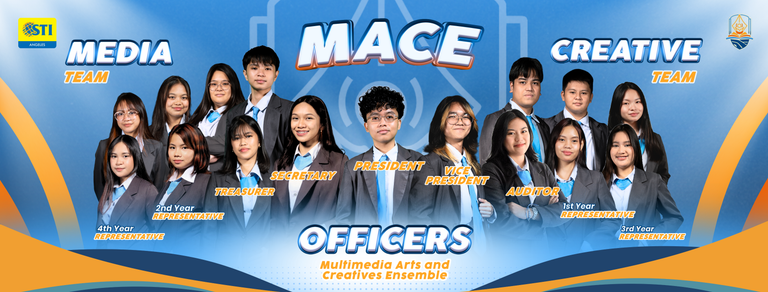 STI
ANGELES
MEDIA
TEAM
MACE
CREATIVE
TEAM
TREASURER
SECRETARY
PRESIDENT
VICE
PRESIDENT
AUDITOR
4th Year
REPRESENTATIVE
2nd Year
REPRESENTATIVE
1st Year
REPRESENTATIVE
3rd Year
REPRESENTATIVE
OFFICERS
Multimedia Arts and
Creatives Ensemble